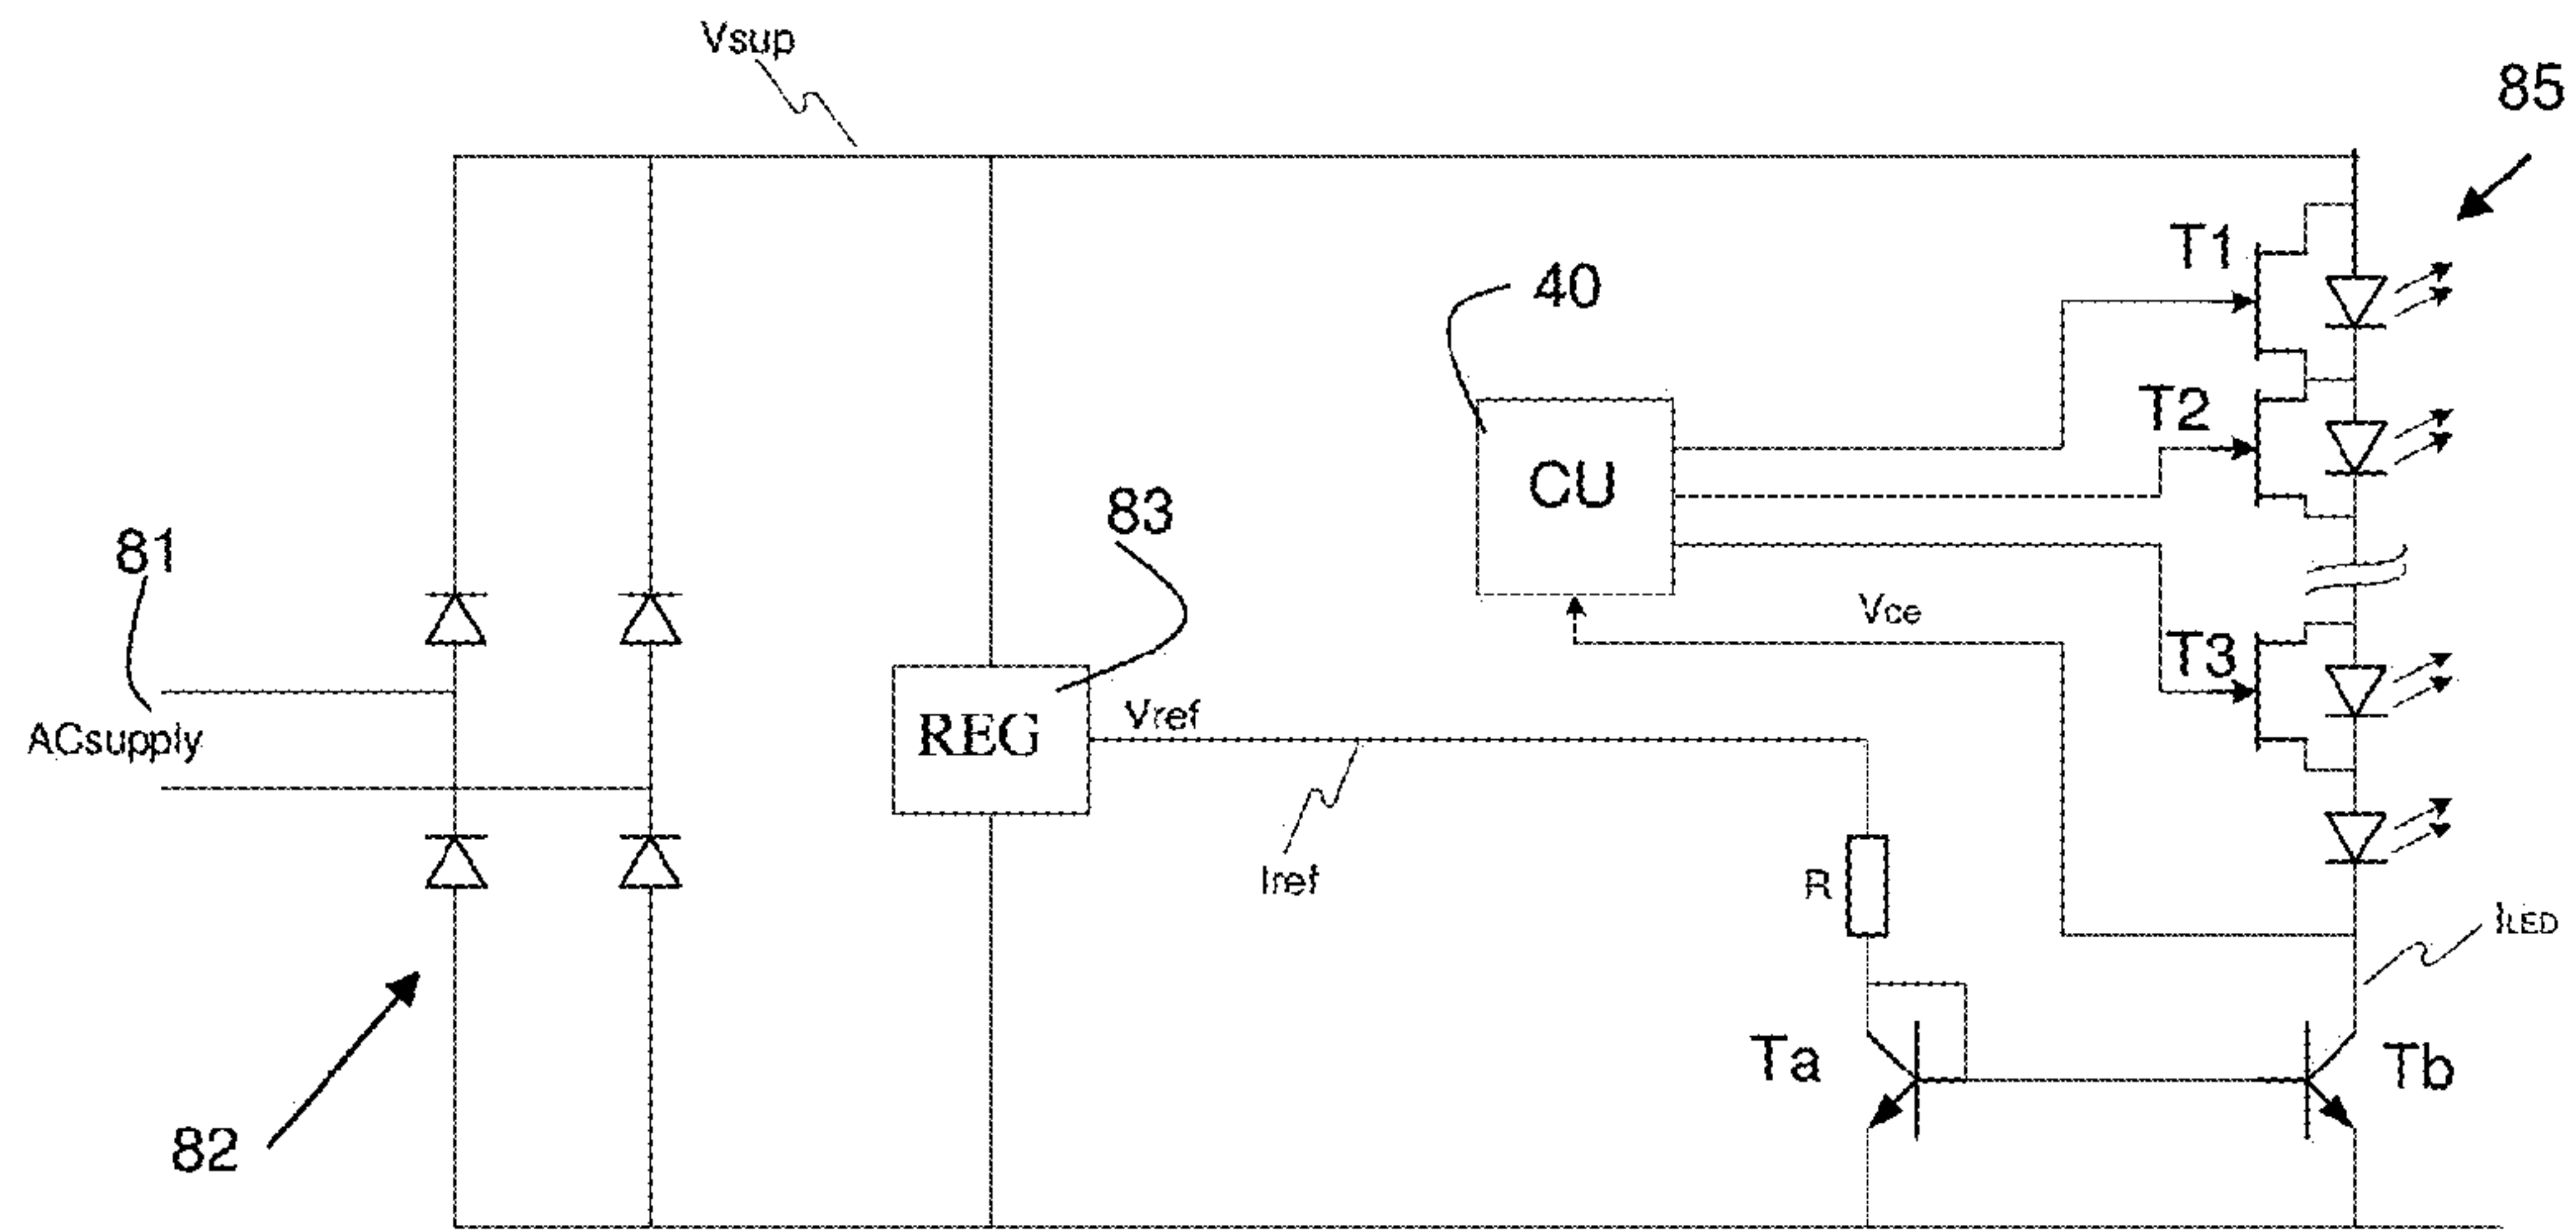 Vsup
85
T1
40
T2
CU
83
81
Vce
T3
Vref
REG
ACsupply
Iref
R
ILED
Ta
Tb
82